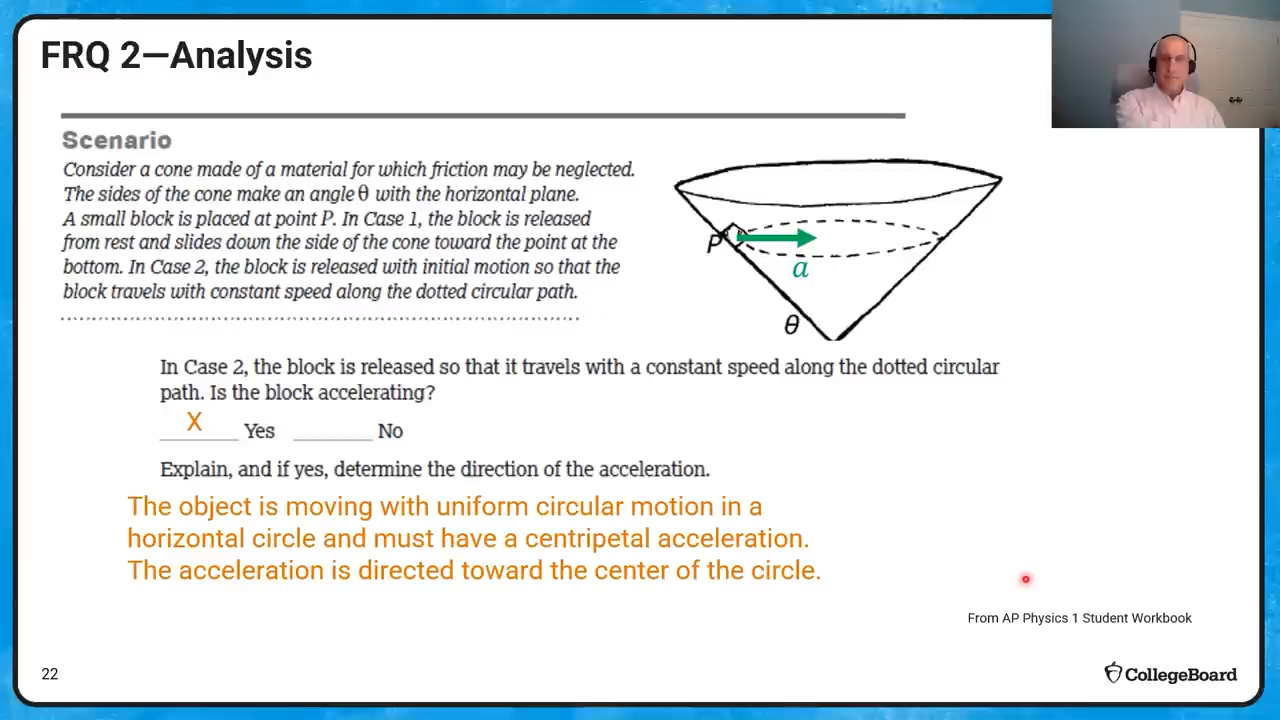 FRQ 2—Analysis
Scenario
Consider a cone made of a material for which friction may be neglected.
The sides of the cone make an angle θ with the horizontal plane.
A small block is placed at point P. In Case 1, the block is released
from rest and slides down the side of the cone toward the point at the
bottom. In Case 2, the block is released with initial motion so that the
block travels with constant speed along the dotted circular path.
P
a
θ
In Case 2, the block is released so that it travels with a constant speed along the dotted circular
path. Is the block accelerating?
X
Yes No
Explain, and if yes, determine the direction of the acceleration.
The object is moving with uniform circular motion in a
horizontal circle and must have a centripetal acceleration.
The acceleration is directed toward the center of the circle.
From AP Physics 1 Student Workbook
22
CollegeBoard